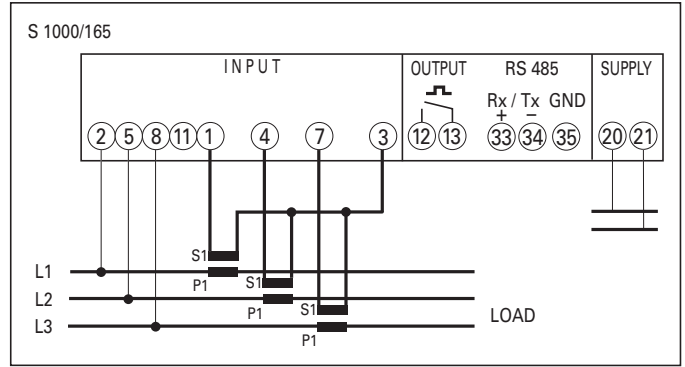 S 1000/165
INPUT OUTPUT RS 485 SUPPLY
Rx / Tx GND
+ −
2 5 8 11 1 4 7 3 12 13 33 34 35 20 21
S1
L1
P1 S1
L2
P1 S1
L3
P1
LOAD